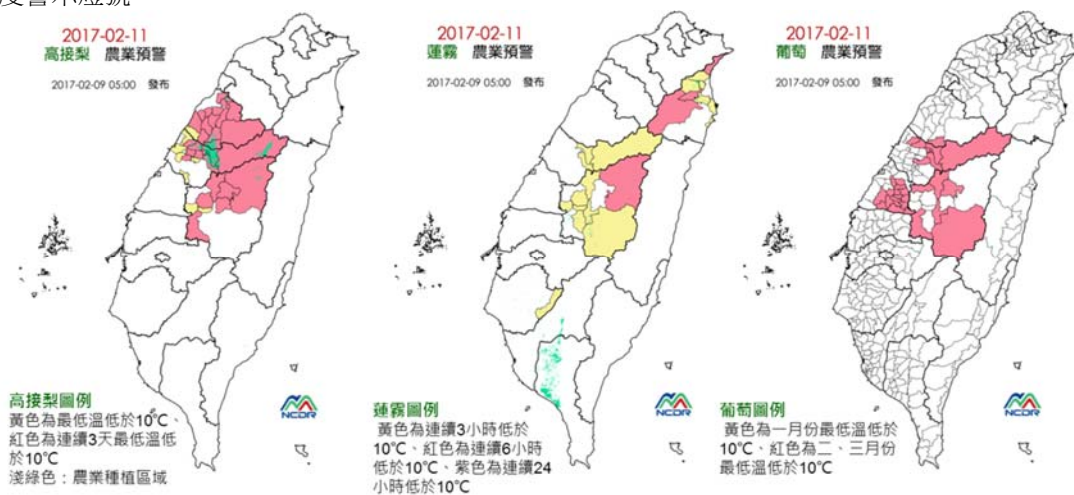 2017-02-11
高接梨 農業預警
2017-02-09 05:00 發布
高接梨圖例
黃色為最低溫低於10℃、
紅色為連續3天最低溫低
於10℃
淺綠色：農業種植區域
NCDR
2017-02-11
蓮霧 農業預警
2017-02-09 05:00 發布
蓮霧圖例
黃色為連續3小時低於
10℃、紅色為連續6小時
低於10℃、紫色為連續24
小時低於10℃
NCDR
2017-02-11
葡萄 農業預警
2017-02-09 05:00 發布
葡萄圖例
黃色為一月份最低溫低於
10℃、紅色為二、三月份
最低溫低於10℃
NCDR